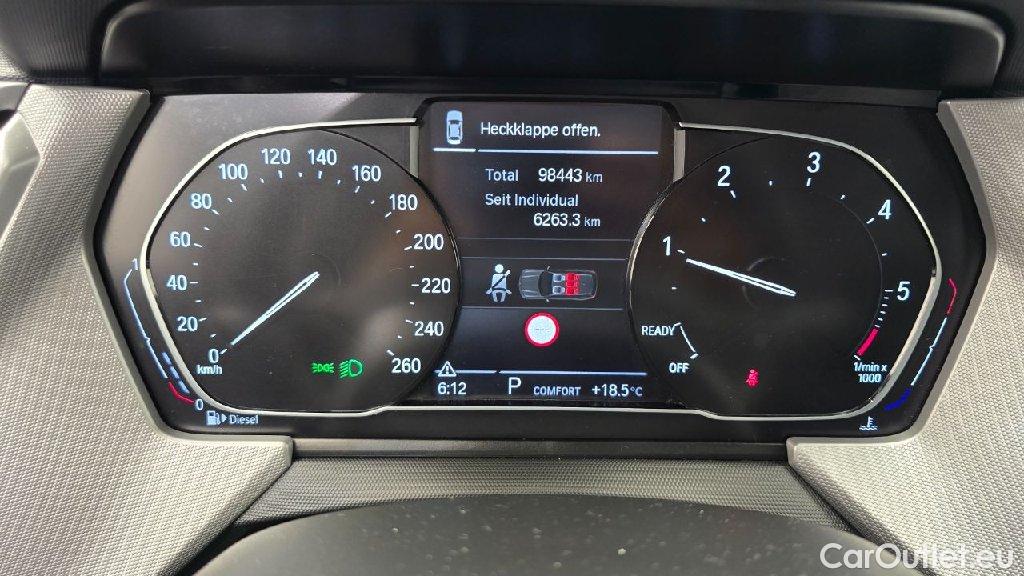 Heckklappe offen.
Total 98443 km
Seit Individual
6263.3 km
0 20 40 60 80 100 120 140 160 180 200 220 240 260
km/h
1
0
Diesel
6:12 P COMFORT +18.5°C
1 2 3 4 5
READY
OFF
1/min x
1000
CarOutlet.eu